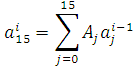 a_{15}^{i} = \sum_{j=0}^{15} A_j a_j^{i-1}